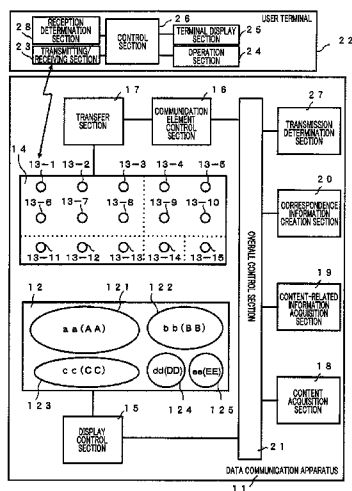 USER TERMINAL
28
RECEPTION DETERMINATION SECTION
23
TRANSMITTING/RECEIVING SECTION
26
CONTROL SECTION
TERMINAL DISPLAY SECTION
25
OPERATION SECTION
24
22
17
TRANSFER SECTION
16
COMMUNICATION ELEMENT CONTROL SECTION
27
TRANSMISSION DETERMINATION SECTION
14
13-1 13-2 13-3 13-4 13-5
13-6 13-7 13-8 13-9 13-10
13-11 13-12 13-13 13-14 13-15
20
CORRESPONDENCE INFORMATION CREATION SECTION
OVERALL CONTROL SECTION
21
19
CONTENT-RELATED INFORMATION ACQUISITION SECTION
12
121
122
aa(AA)
bb(BB)
cc(CC)
dd(DD)
ee(EE)
123
124
125
18
CONTENT ACQUISITION SECTION
15
DISPLAY CONTROL SECTION
DATA COMMUNICATION APPARATUS
11